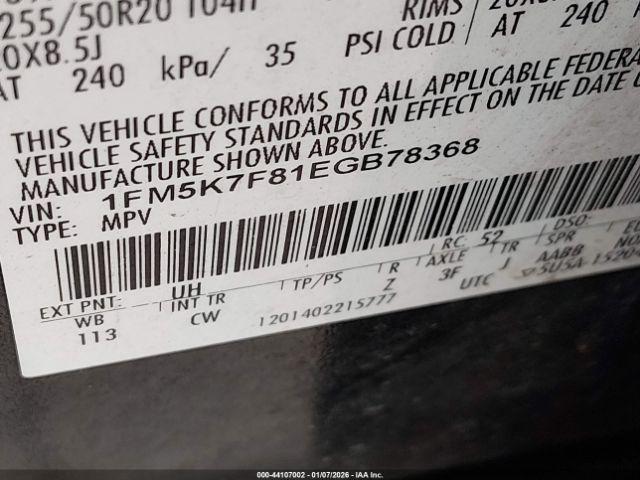 255/50R20 104H
RIMS
20X8.5J
AT 240 kPa/ 35 PSI COLD AT 240
THIS VEHICLE CONFORMS TO ALL APPLICABLE FEDERA
VEHICLE SAFETY STANDARDS IN EFFECT ON THE DATE O
MANUFACTURE SHOWN ABOVE.
VIN: 1FM5K7F81EGB78368
TYPE: MPV
EXT PNT: UH RC: 52 DSO:
WB INT TR TP/PS R AXLE TR SPR
113 CW Z 3F J AABB
1201402215777 UTC
000-44107002 01/07/2026 IAAI.COM